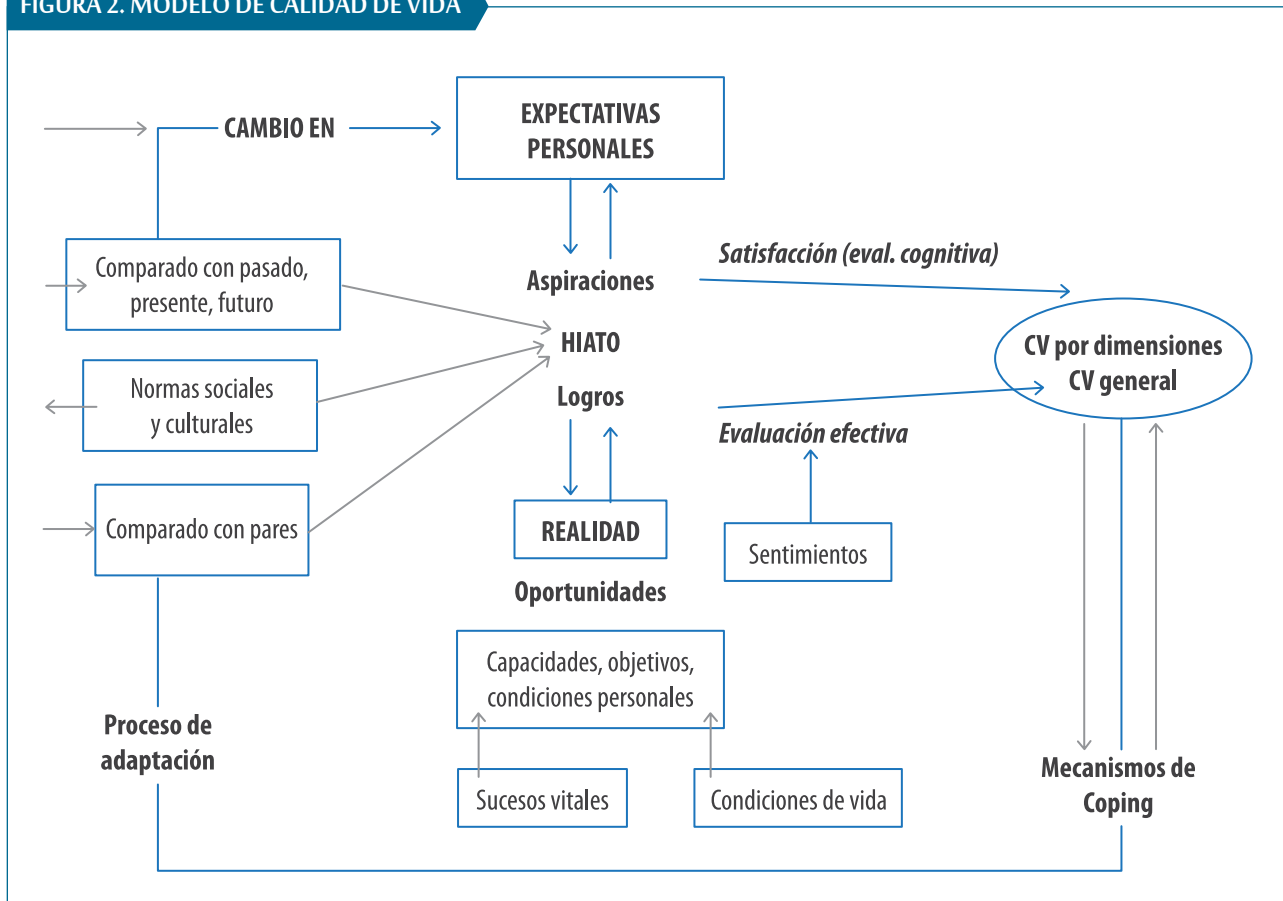 FIGURA 2. MODELO DE CALIDAD DE VIDA
CAMBIO EN
EXPECTATIVAS
PERSONALES
Comparado con pasado,
presente, futuro
Aspiraciones
Satisfacción (eval. cognitiva)
HIATO
CV por dimensiones
CV general
Normas sociales
y culturales
Logros
Evaluación efectiva
Comparado con pares
REALIDAD
Sentimientos
Oportunidades
Capacidades, objetivos,
condiciones personales
Proceso de
adaptación
Sucesos vitales
Condiciones de vida
Mecanismos de
Coping